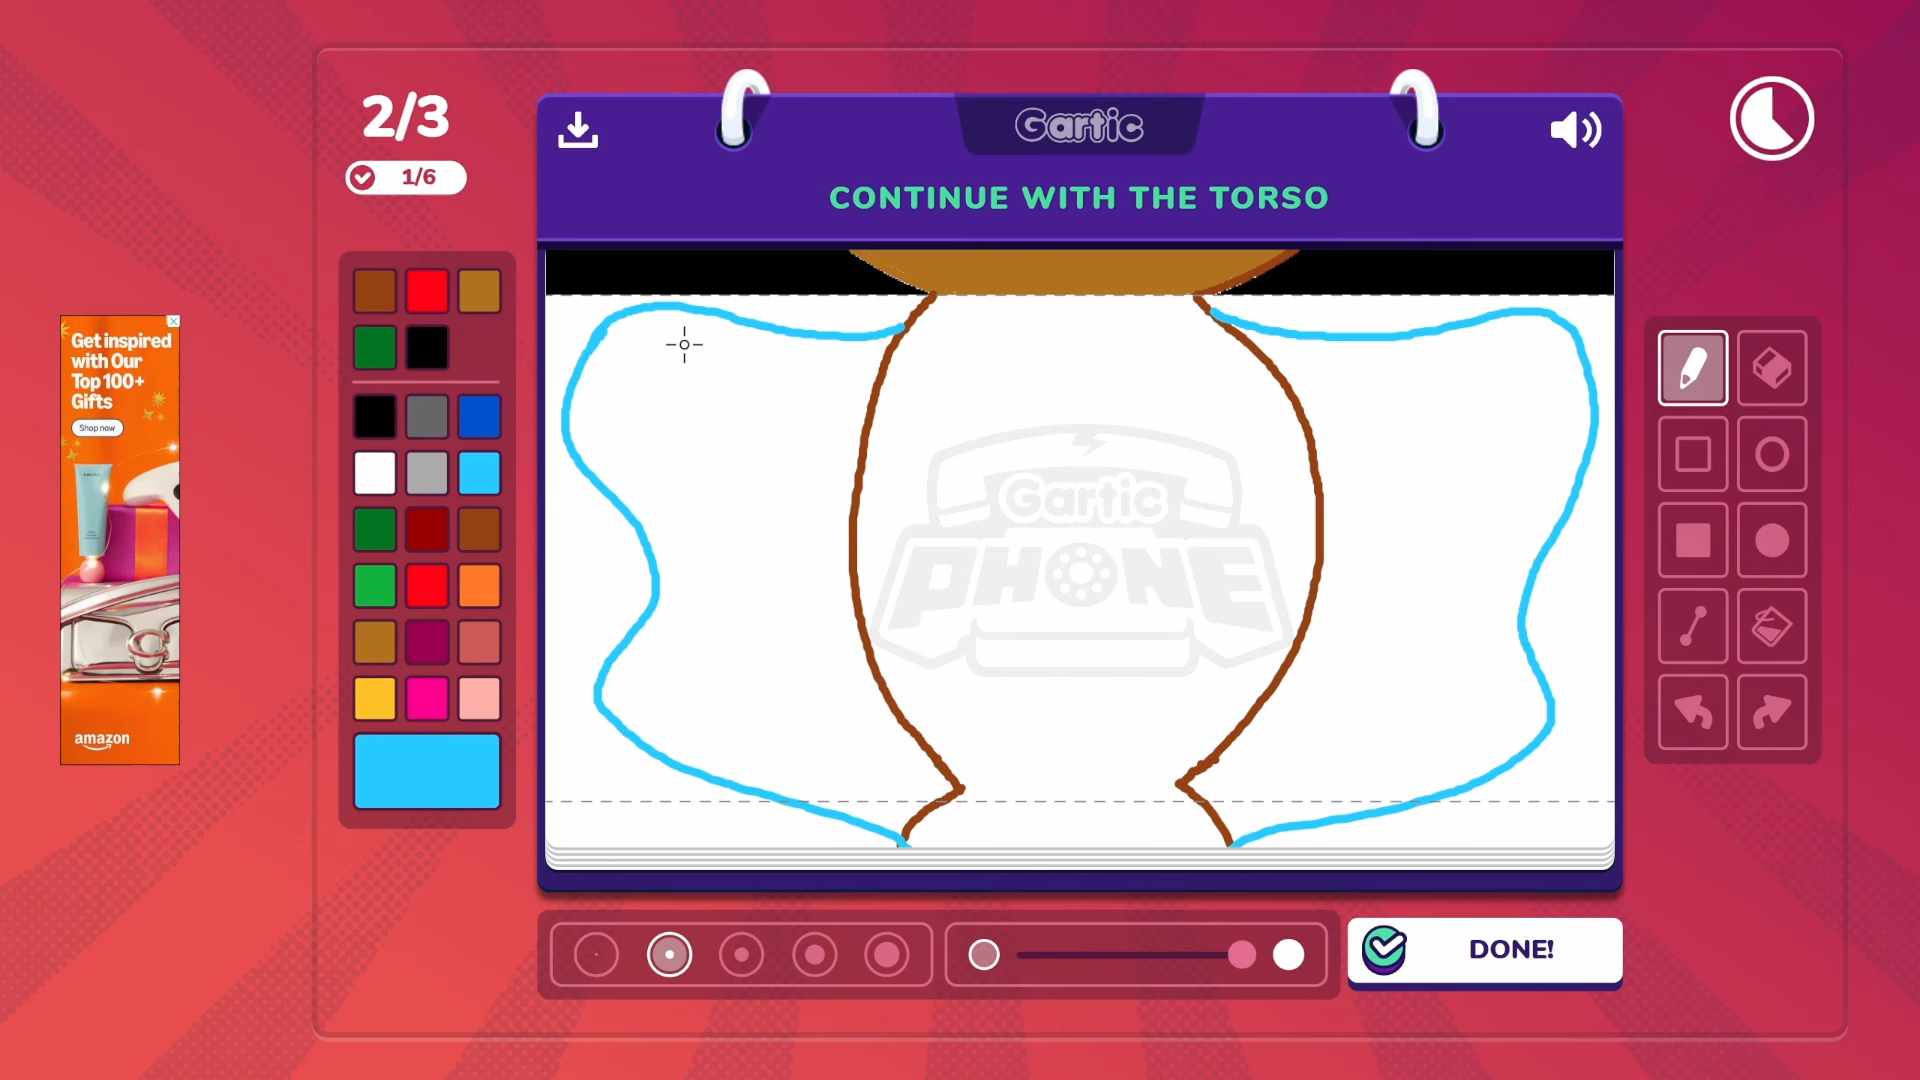 2/3
1/6
Gartic
CONTINUE WITH THE TORSO
Get inspired
with Our
Top 100+
Gifts
Shop now
amazon
Gartic
PHONE
DONE!